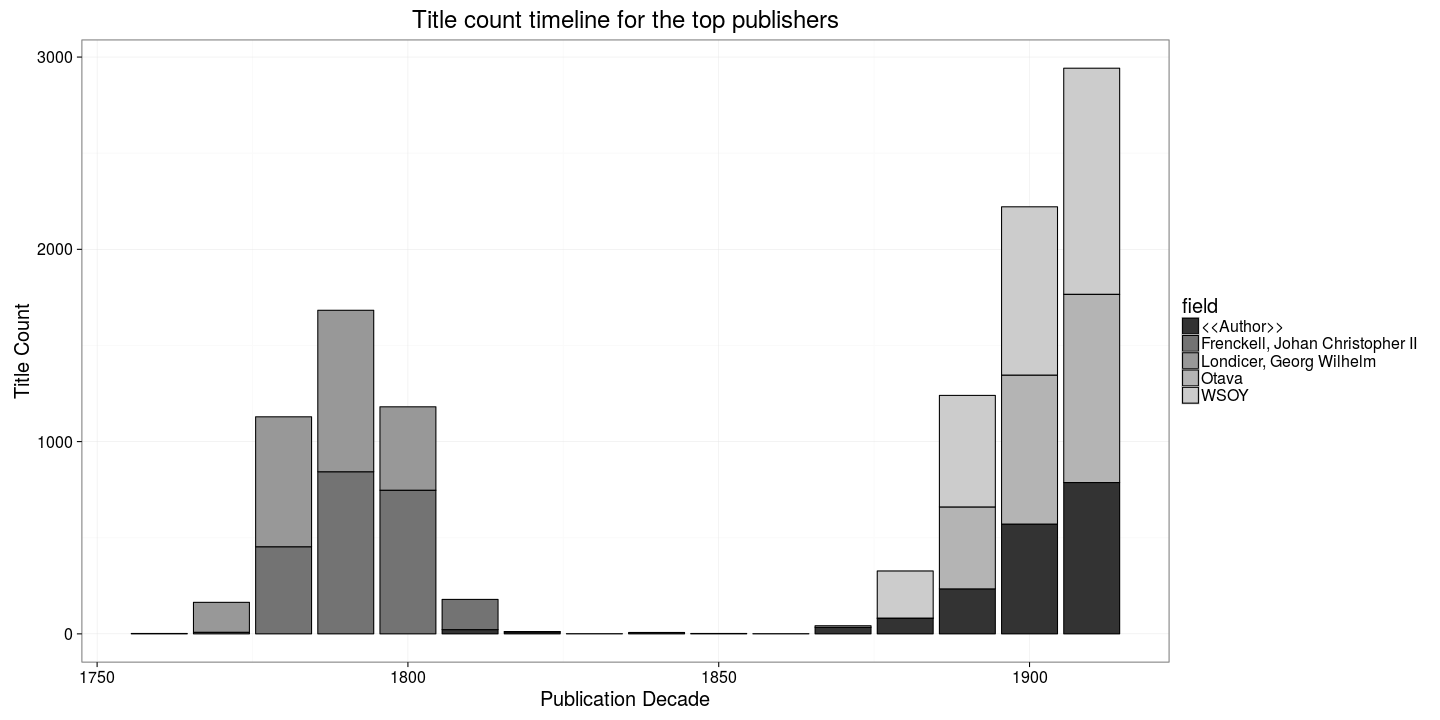 Title count timeline for the top publishers
3000
2000
1000
0
Title Count
1750
1800
1850
1900
Publication Decade
field
<<Author>>
Frenckell, Johan Christopher II
Londicer, Georg Wilhelm
Otava
WSOY